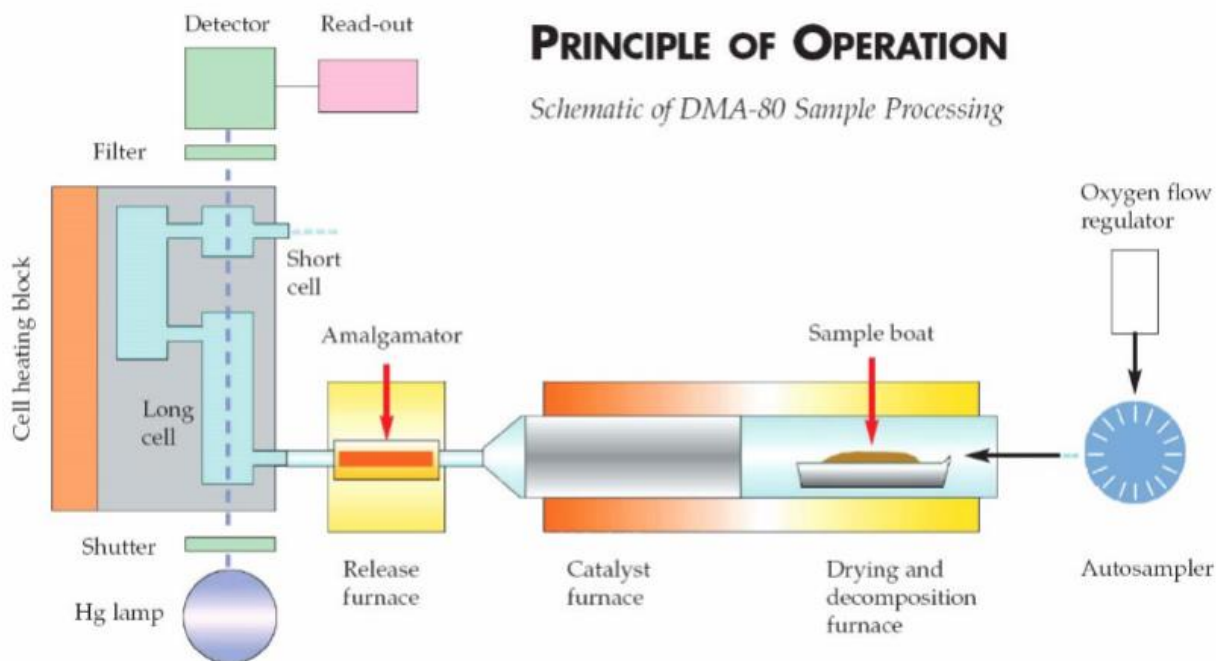 Detector
Read-out
PRINCIPLE OF OPERATION
Schematic of DMA-80 Sample Processing
Filter
Oxygen flow
regulator
Short
cell
Cell heating block
Amalgamator
Sample boat
Long
cell
Shutter
Hg lamp
Release
furnace
Catalyst
furnace
Drying and
decomposition
furnace
Autosampler